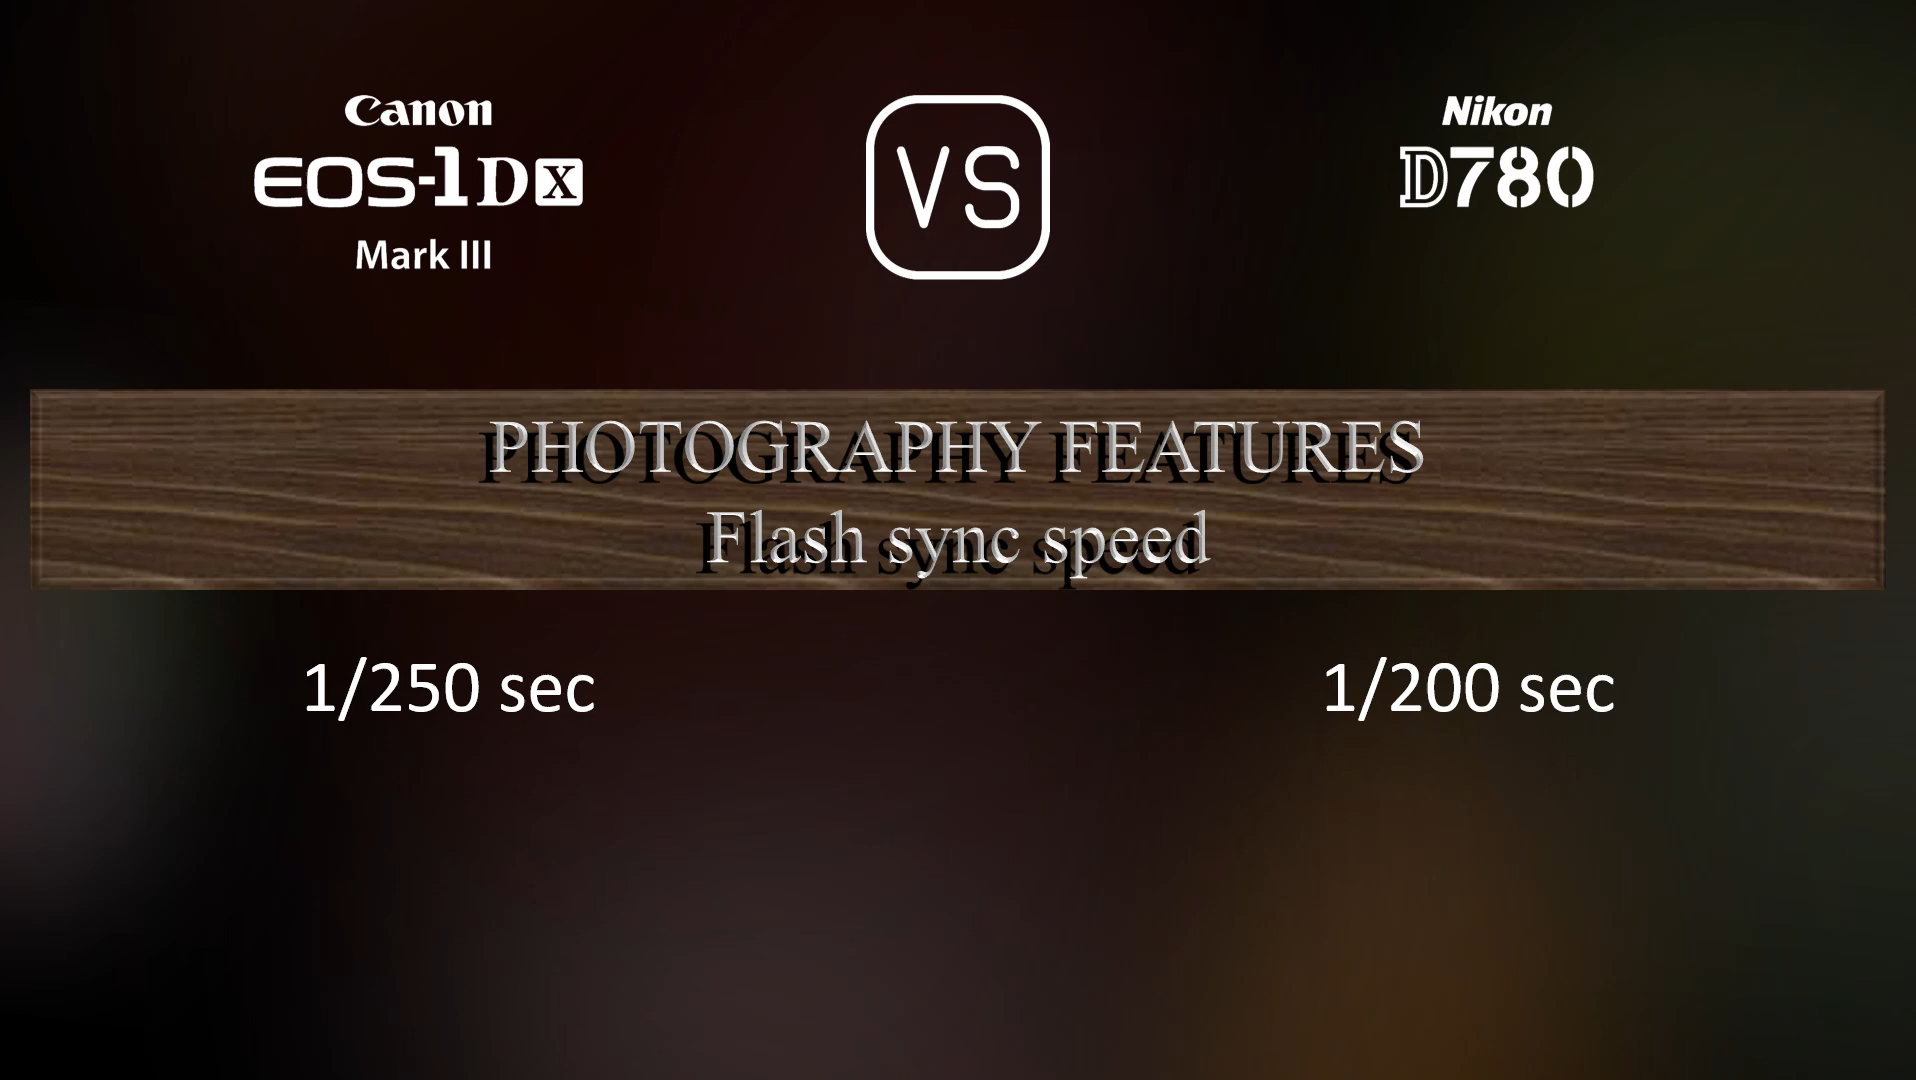 Canon
EOS-1DX
Mark III
VS
Nikon
D780
PHOTOGRAPHY FEATURES
Flash sync speed
1/250 sec
1/200 sec